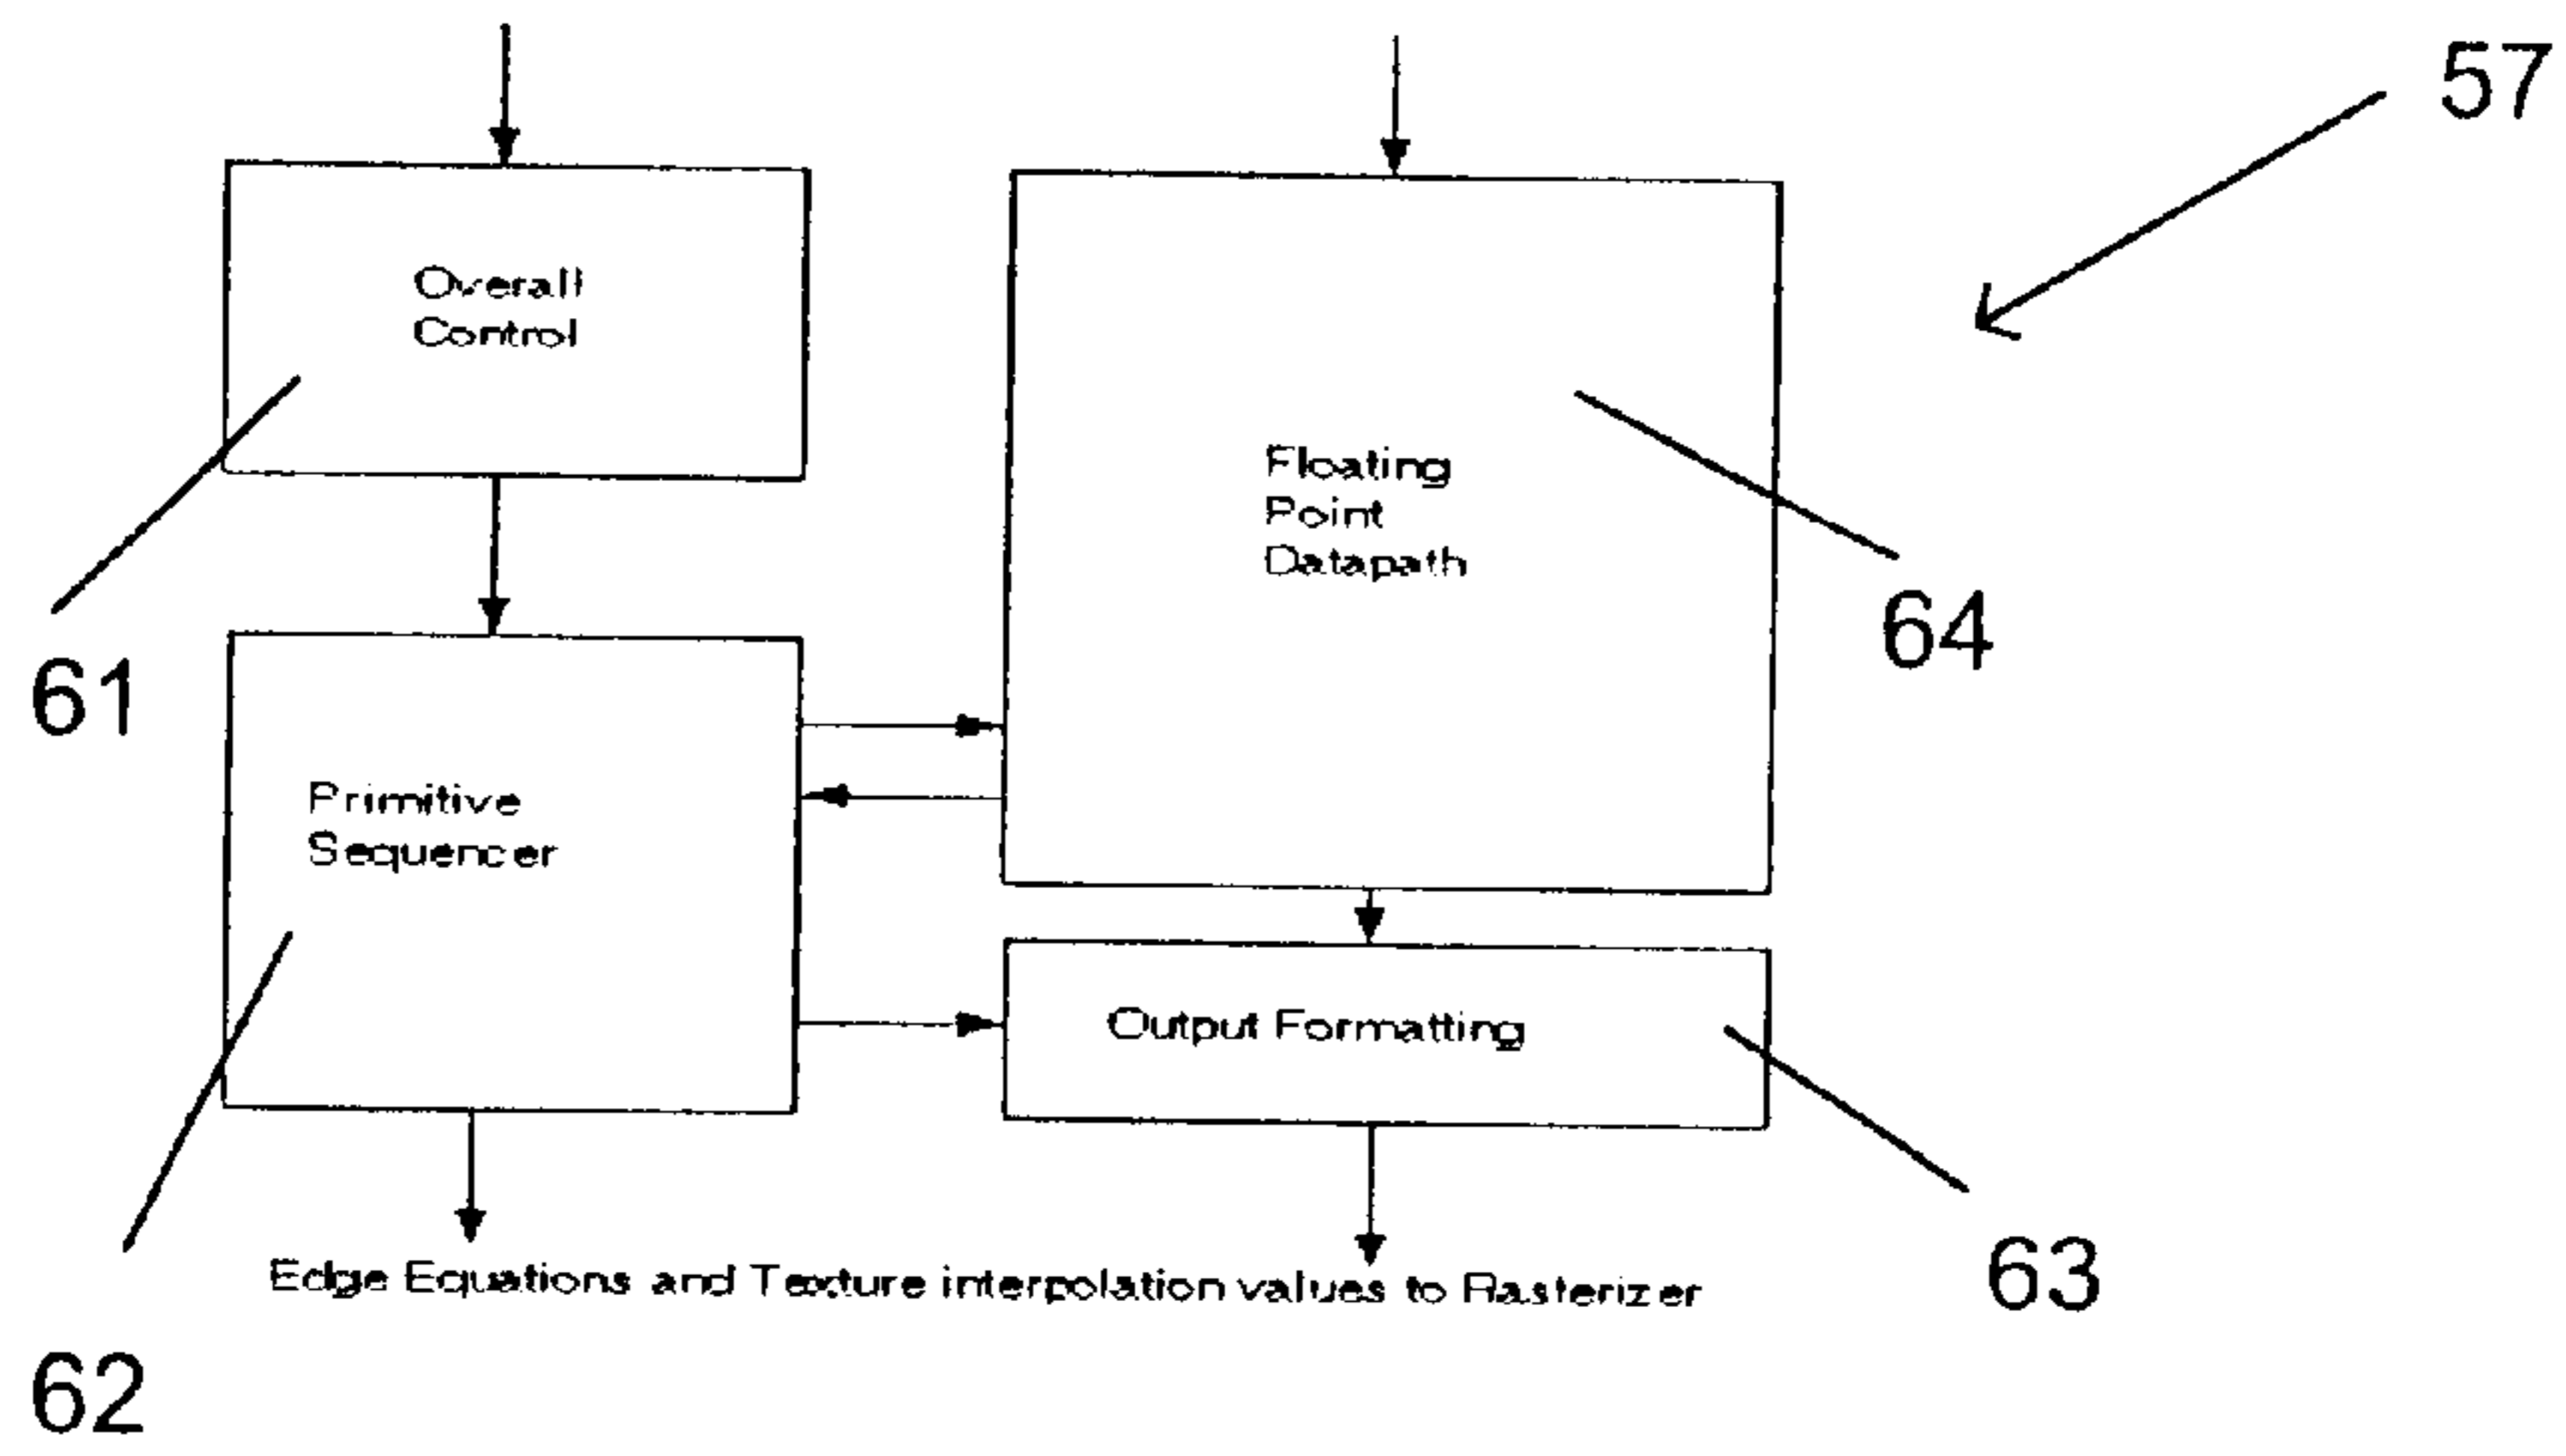 57
Overall
Control
61
Floating
Point
Datapath
64
Primitive
Sequencer
62
Output Formatting
63
Edge Equations and Texture interpolation values to Rasterizer